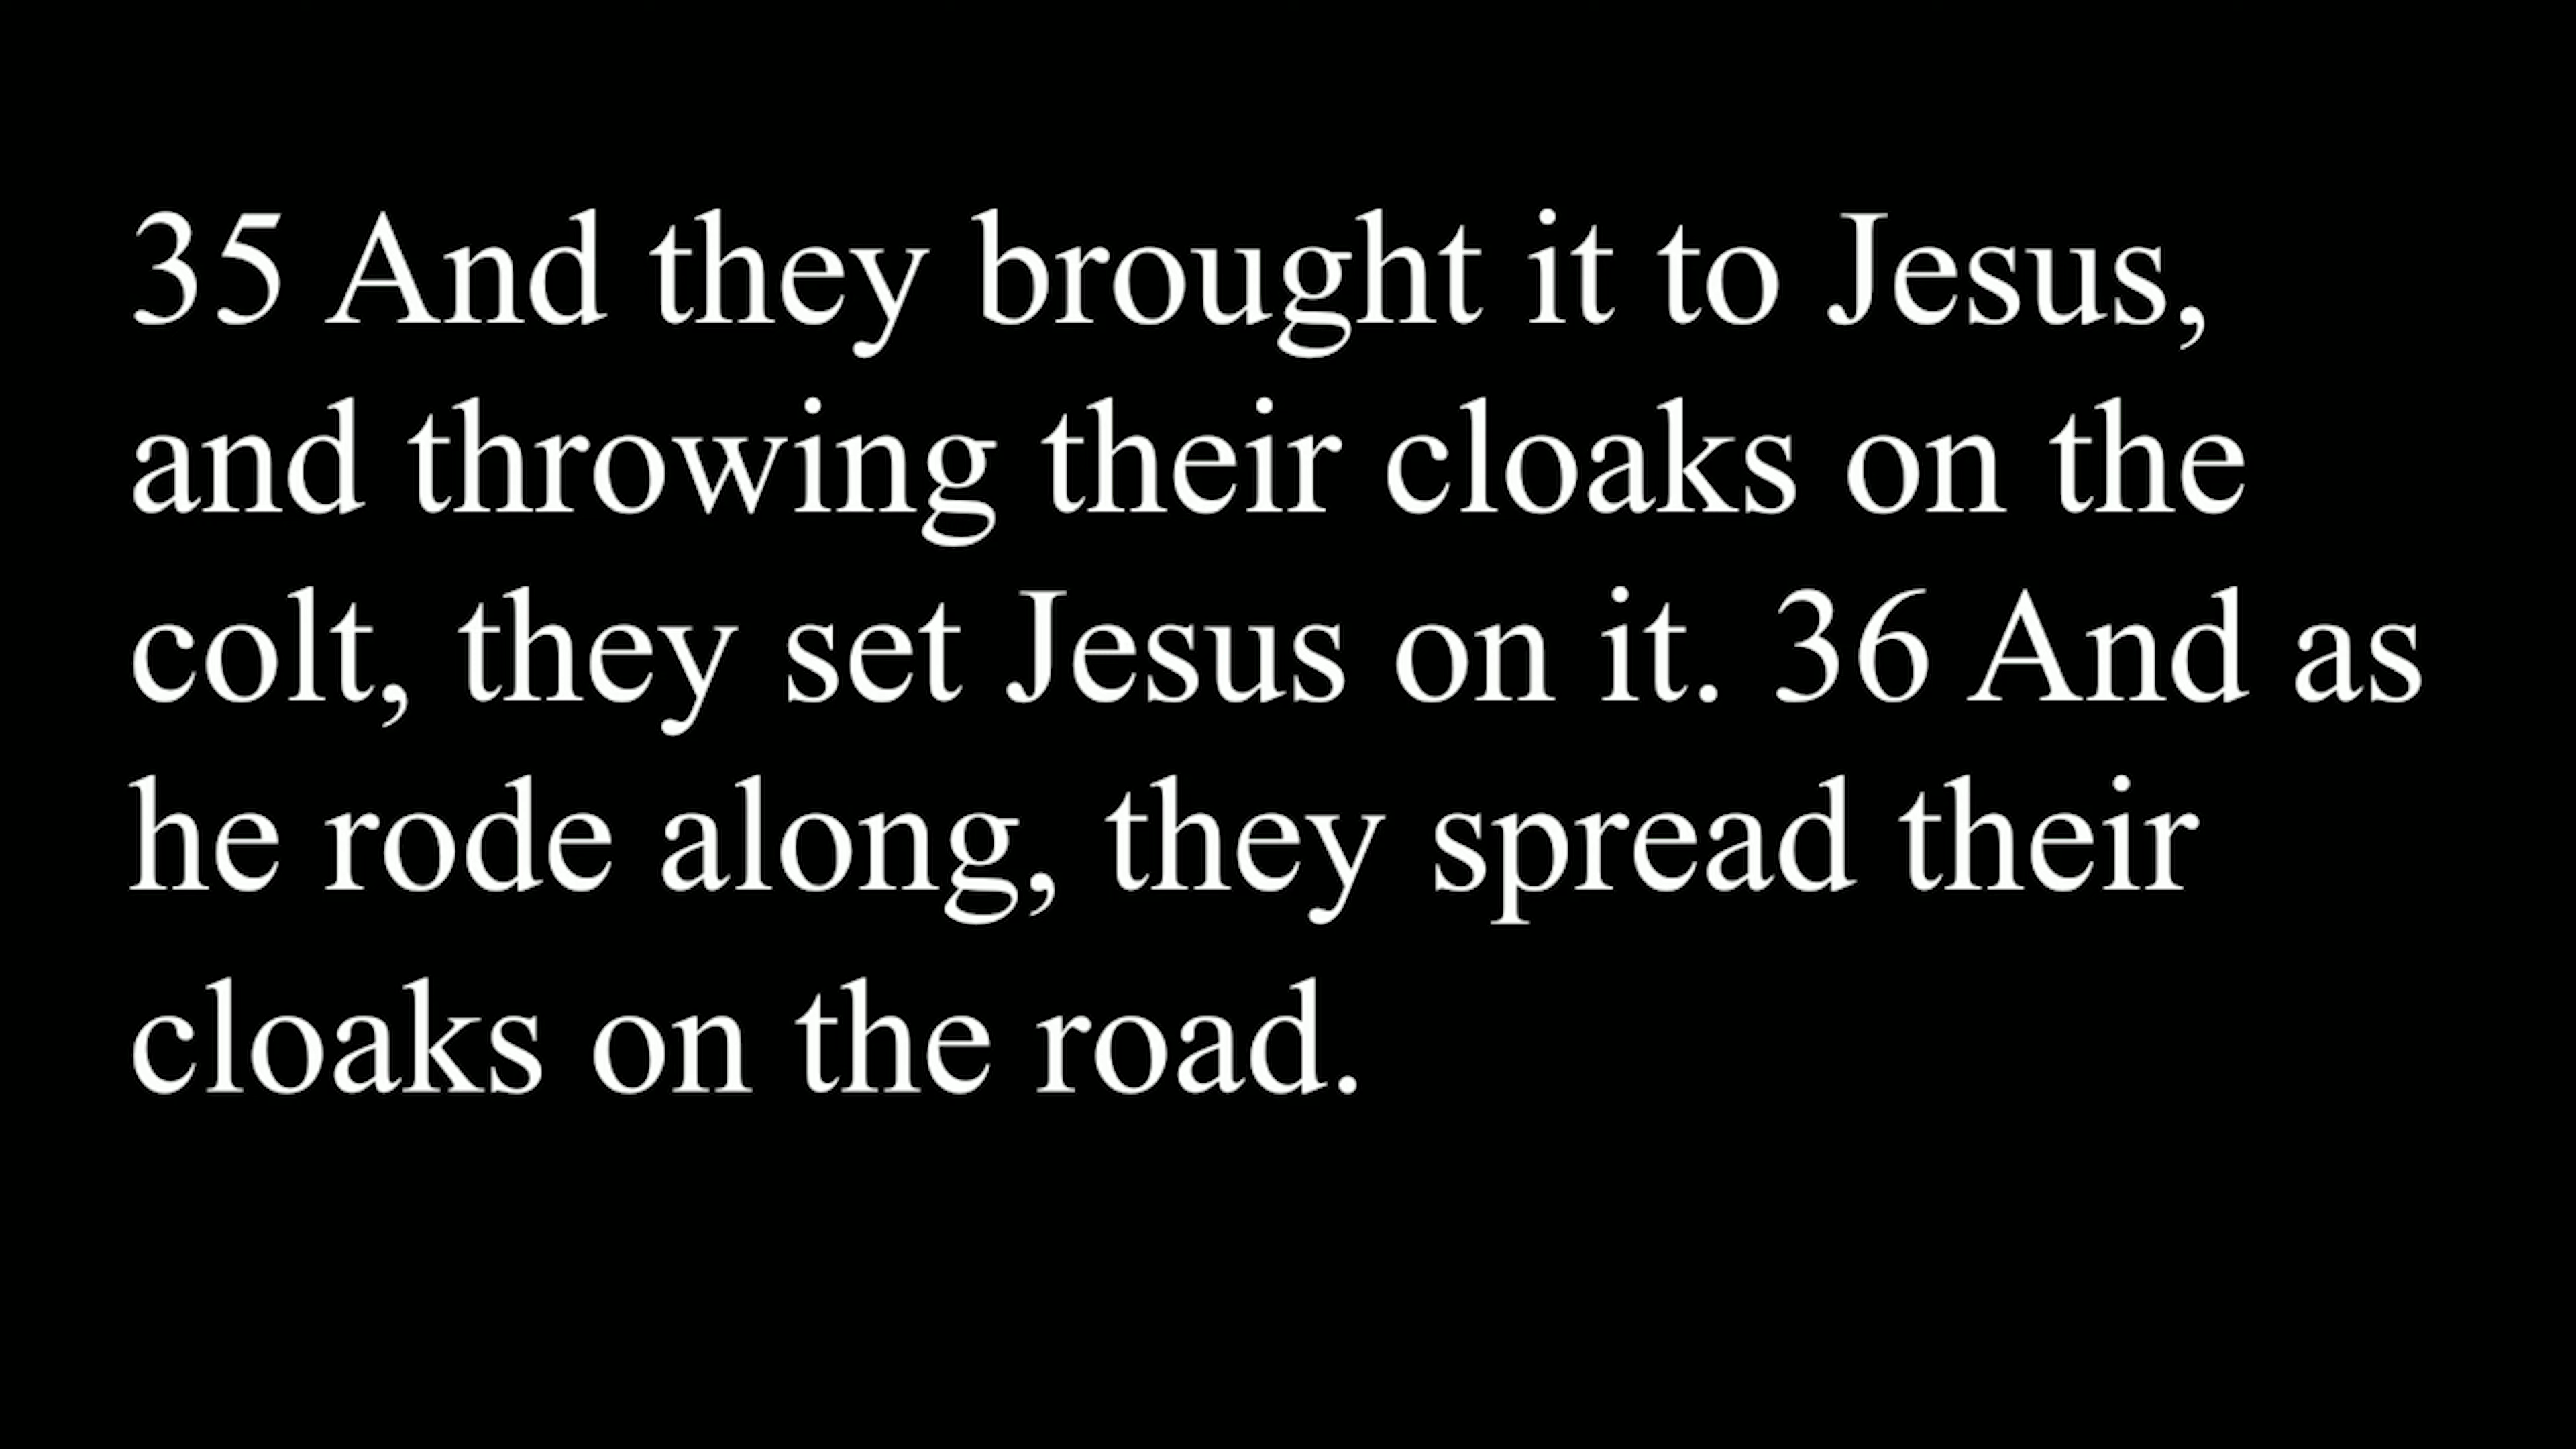 35 And they brought it to Jesus,
and throwing their cloaks on the
colt, they set Jesus on it. 36 And as
he rode along, they spread their
cloaks on the road.